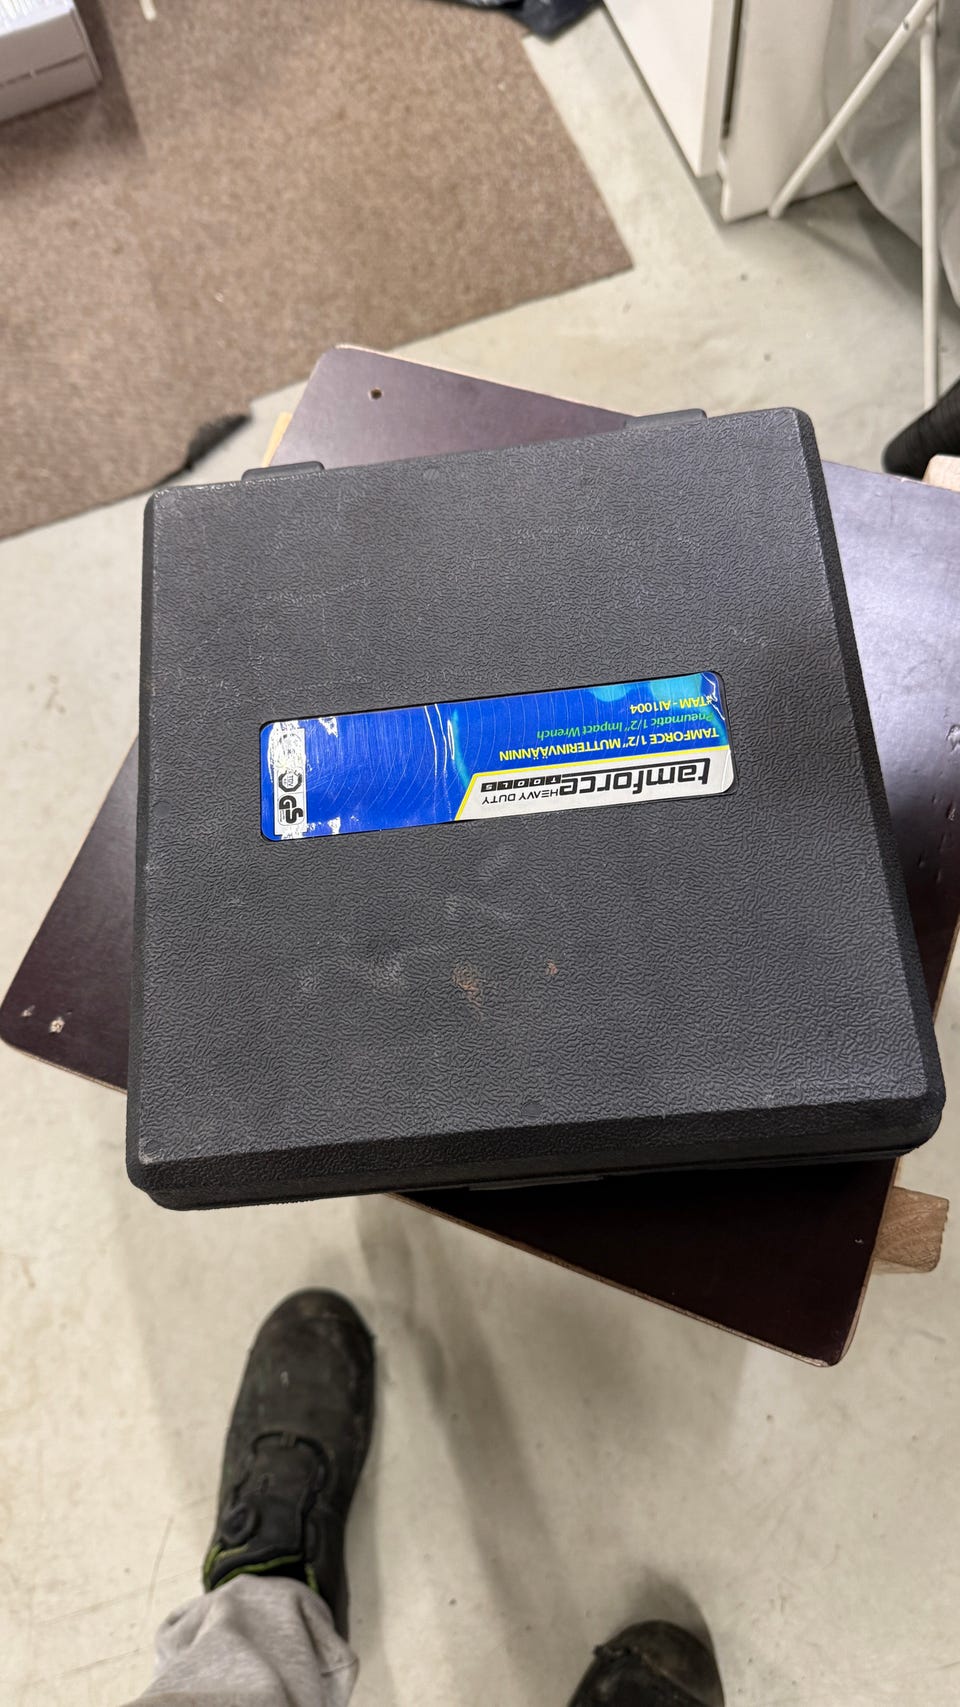 tamforce
HEAVY DUTY TOOLS
TAMFORCE 1/2" MUTTERINVÄÄNNIN
Pneumatic 1/2" Impact Wrench
#TAM - AI1004
GS